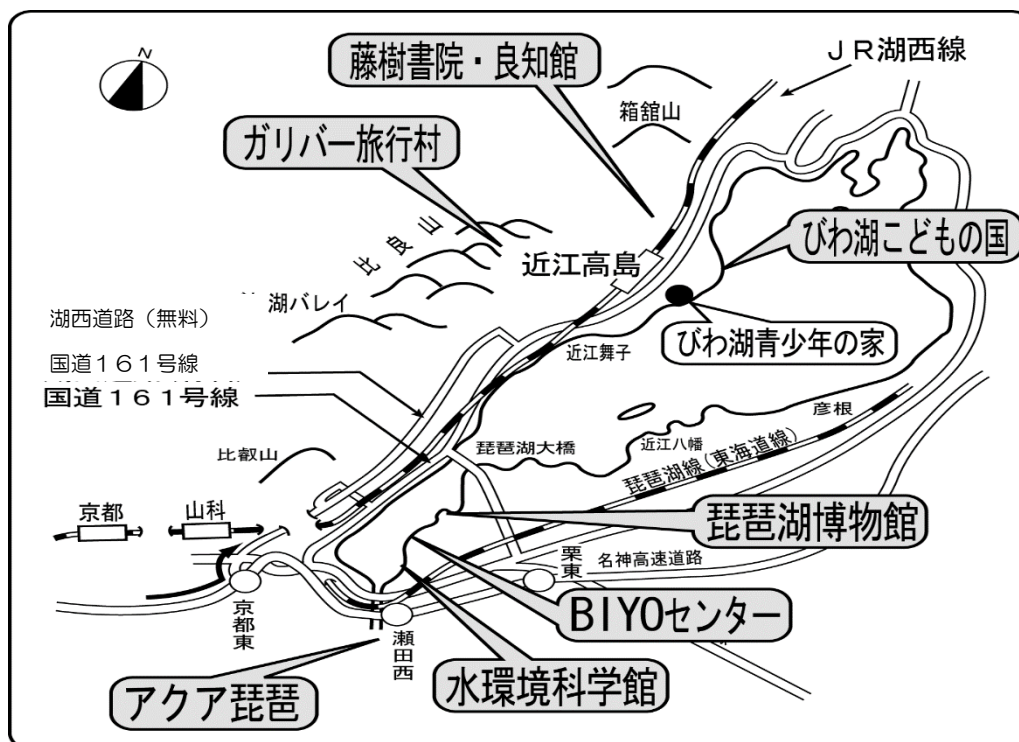 N
藤樹書院・良知館
JR湖西線
箱舘山
ガリバー旅行村
比良山
近江高島
びわ湖こどもの国
湖バレイ
湖西道路（無料）
びわ湖青少年の家
近江舞子
国道１６１号線
国道１６１号線
彦根
近江八幡
琵琶湖大橋
比叡山
琵琶湖線(東海道線)
京都
山科
琵琶湖博物館
栗東
名神高速道路
京都東
BIYOセンター
瀬田西
水環境科学館
アクア琵琶